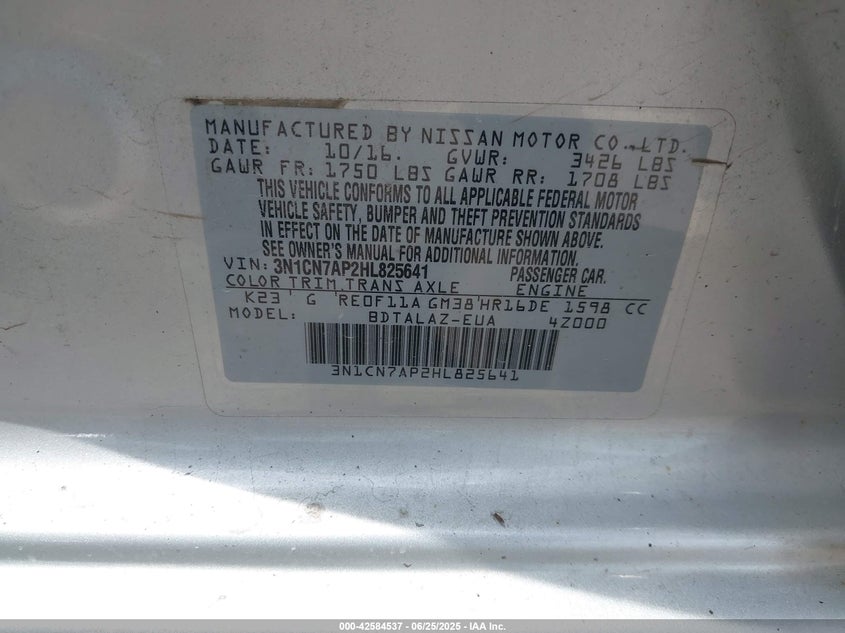 MANUFACTURED BY NISSAN MOTOR CO.,LTD.
DATE: 10/16. GVWR: 3426 LBS
GAWR FR: 1750 LBS GAWR RR: 1708 LBS
THIS VEHICLE CONFORMS TO ALL APPLICABLE FEDERAL MOTOR
VEHICLE SAFETY, BUMPER AND THEFT PREVENTION STANDARDS
IN EFFECT ON THE DATE OF MANUFACTURE SHOWN ABOVE.
SEE OWNER'S MANUAL FOR ADDITIONAL INFORMATION.
VIN: 3N1CN7AP2HL825641 PASSENGER CAR.
COLOR TRIM,TRANS AXLE ENGINE
K23 ' G 'RE0F11A GM38'HR16DE 1598 CC
MODEL: BDTALAZ-EUA 4Z000
3N1CN7AP2HL825641
000-42584537 - 06/25/2025 - IAA Inc.